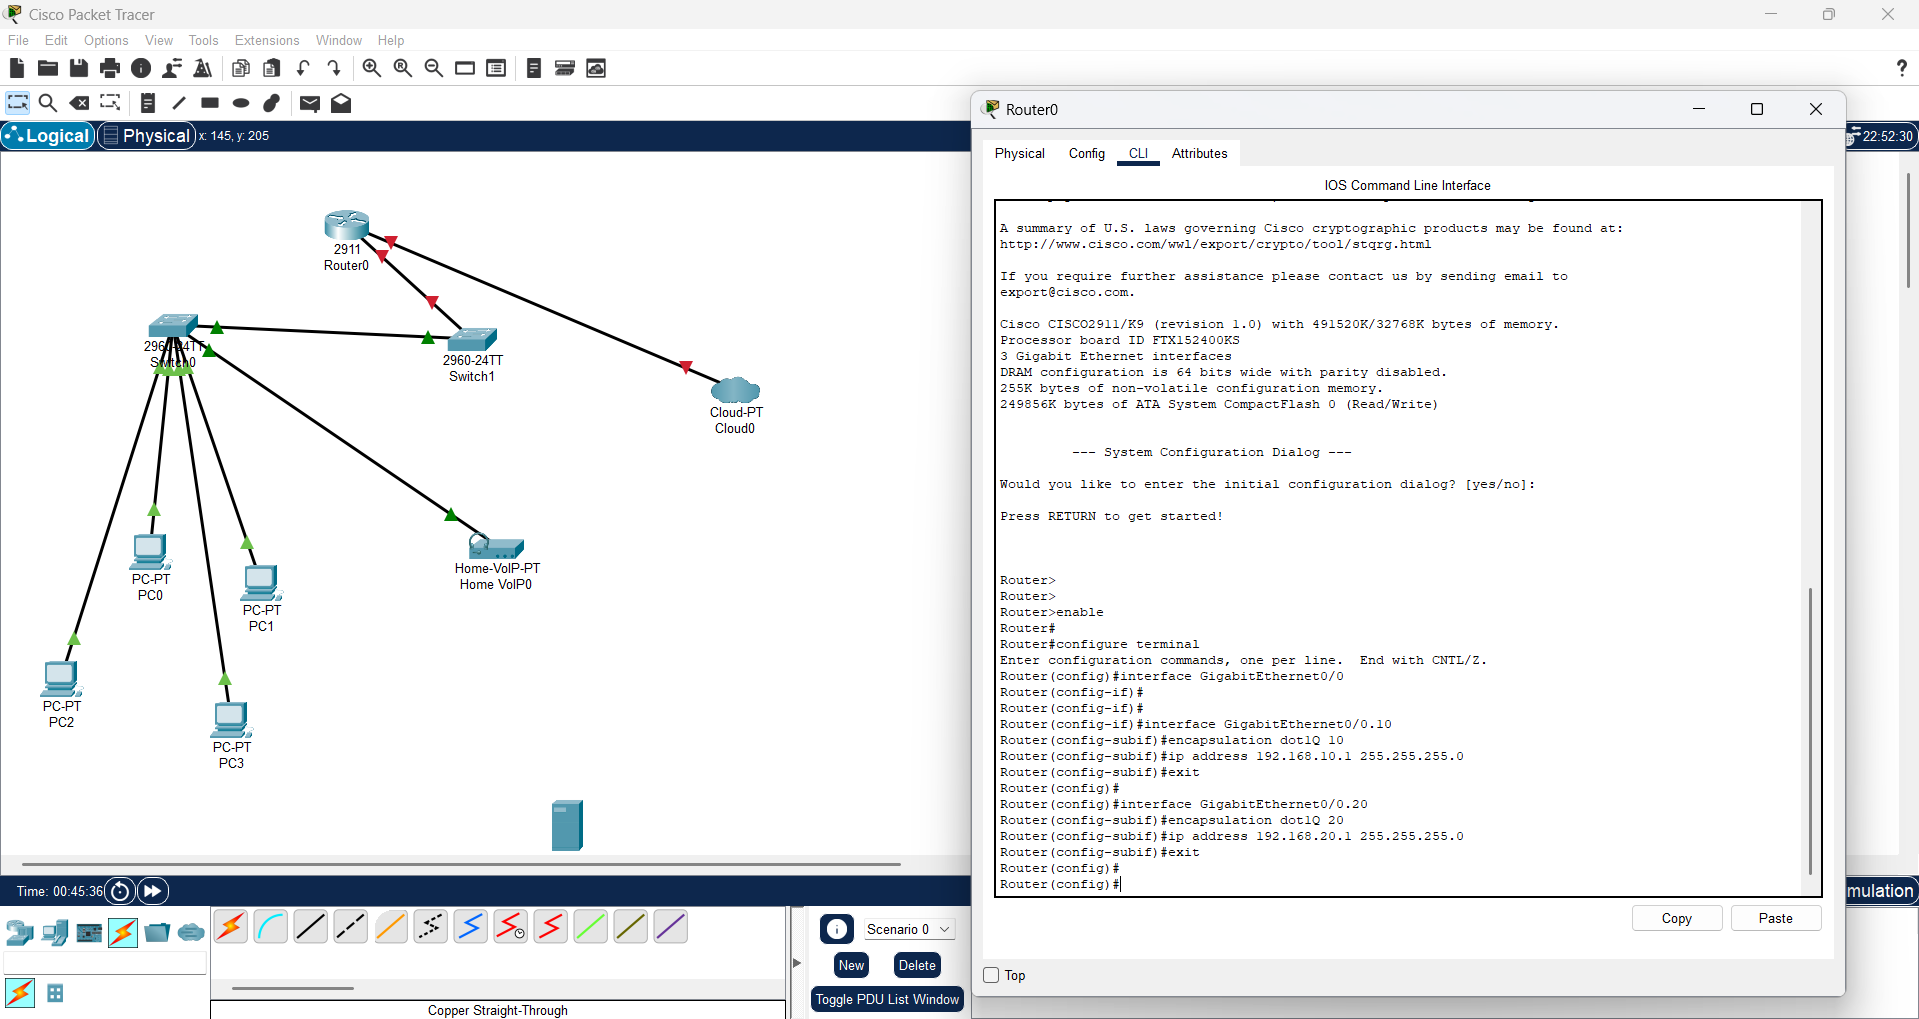 Cisco Packet Tracer
File Edit Options View Tools Extensions Window Help
?
Logical
Physical
x: 145, y: 205
22:52:30
2911
Router0
2960-24TT
Switch0
2960-24TT
Switch1
Cloud-PT
Cloud0
Home-VoIP-PT
Home VoIP0
PC-PT
PC0
PC-PT
PC1
PC-PT
PC2
PC-PT
PC3
Router0
Physical Config CLI Attributes
IOS Command Line Interface
A summary of U.S. laws governing Cisco cryptographic products may be found at:
http://www.cisco.com/wwl/export/crypto/tool/stqrg.html
If you require further assistance please contact us by sending email to
export@cisco.com.
Cisco CISCO2911/K9 (revision 1.0) with 491520K/32768K bytes of memory.
Processor board ID FTX152400KS
3 Gigabit Ethernet interfaces
DRAM configuration is 64 bits wide with parity disabled.
255K bytes of non-volatile configuration memory.
249856K bytes of ATA System CompactFlash 0 (Read/Write)
--- System Configuration Dialog ---
Would you like to enter the initial configuration dialog? [yes/no]:
Press RETURN to get started!
Router>
Router>
Router>enable
Router#
Router#configure terminal
Enter configuration commands, one per line.  End with CNTL/Z.
Router(config)#interface GigabitEthernet0/0
Router(config-if)#
Router(config-if)#
Router(config-if)#interface GigabitEthernet0/0.10
Router(config-subif)#encapsulation dot1Q 10
Router(config-subif)#ip address 192.168.10.1 255.255.255.0
Router(config-subif)#exit
Router(config)#
Router(config)#interface GigabitEthernet0/0.20
Router(config-subif)#encapsulation dot1Q 20
Router(config-subif)#ip address 192.168.20.1 255.255.255.0
Router(config-subif)#exit
Router(config)#
Router(config)#
Copy Paste
Top
Time: 00:45:36
mulation
Scenario 0
New Delete
Toggle PDU List Window
Copper Straight-Through